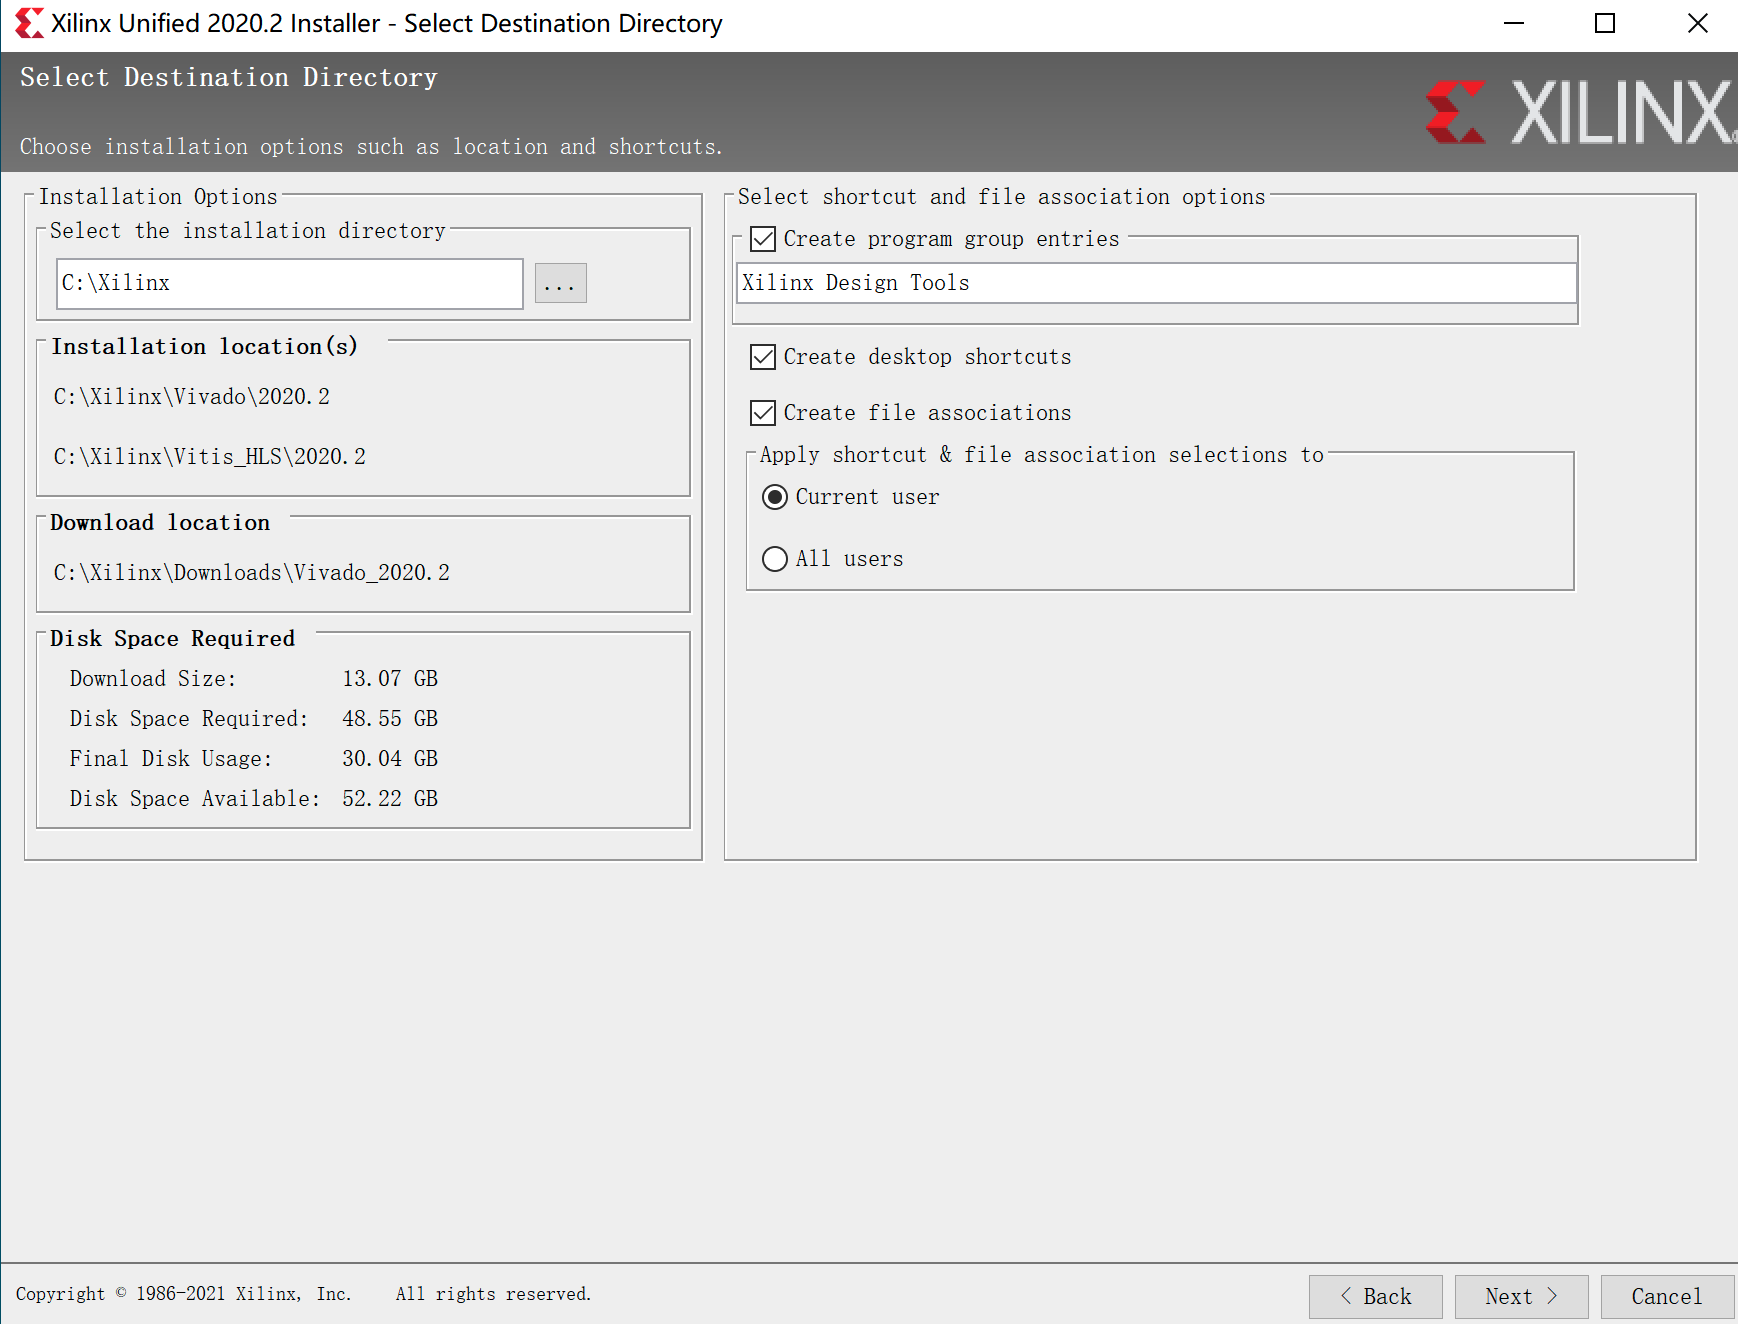 Xilinx Unified 2020.2 Installer - Select Destination Directory
Select Destination Directory
Choose installation options such as location and shortcuts.
XILINX
Installation Options
Select the installation directory
C:\Xilinx
...
Installation location(s)
C:\Xilinx\Vivado\2020.2
C:\Xilinx\Vitis_HLS\2020.2
Download location
C:\Xilinx\Downloads\Vivado_2020.2
Disk Space Required
Download Size: 13.07 GB
Disk Space Required: 48.55 GB
Final Disk Usage: 30.04 GB
Disk Space Available: 52.22 GB
Select shortcut and file association options
Create program group entries
Xilinx Design Tools
Create desktop shortcuts
Create file associations
Apply shortcut & file association selections to
Current user
All users
Copyright © 1986-2021 Xilinx, Inc. All rights reserved.
< Back
Next >
Cancel